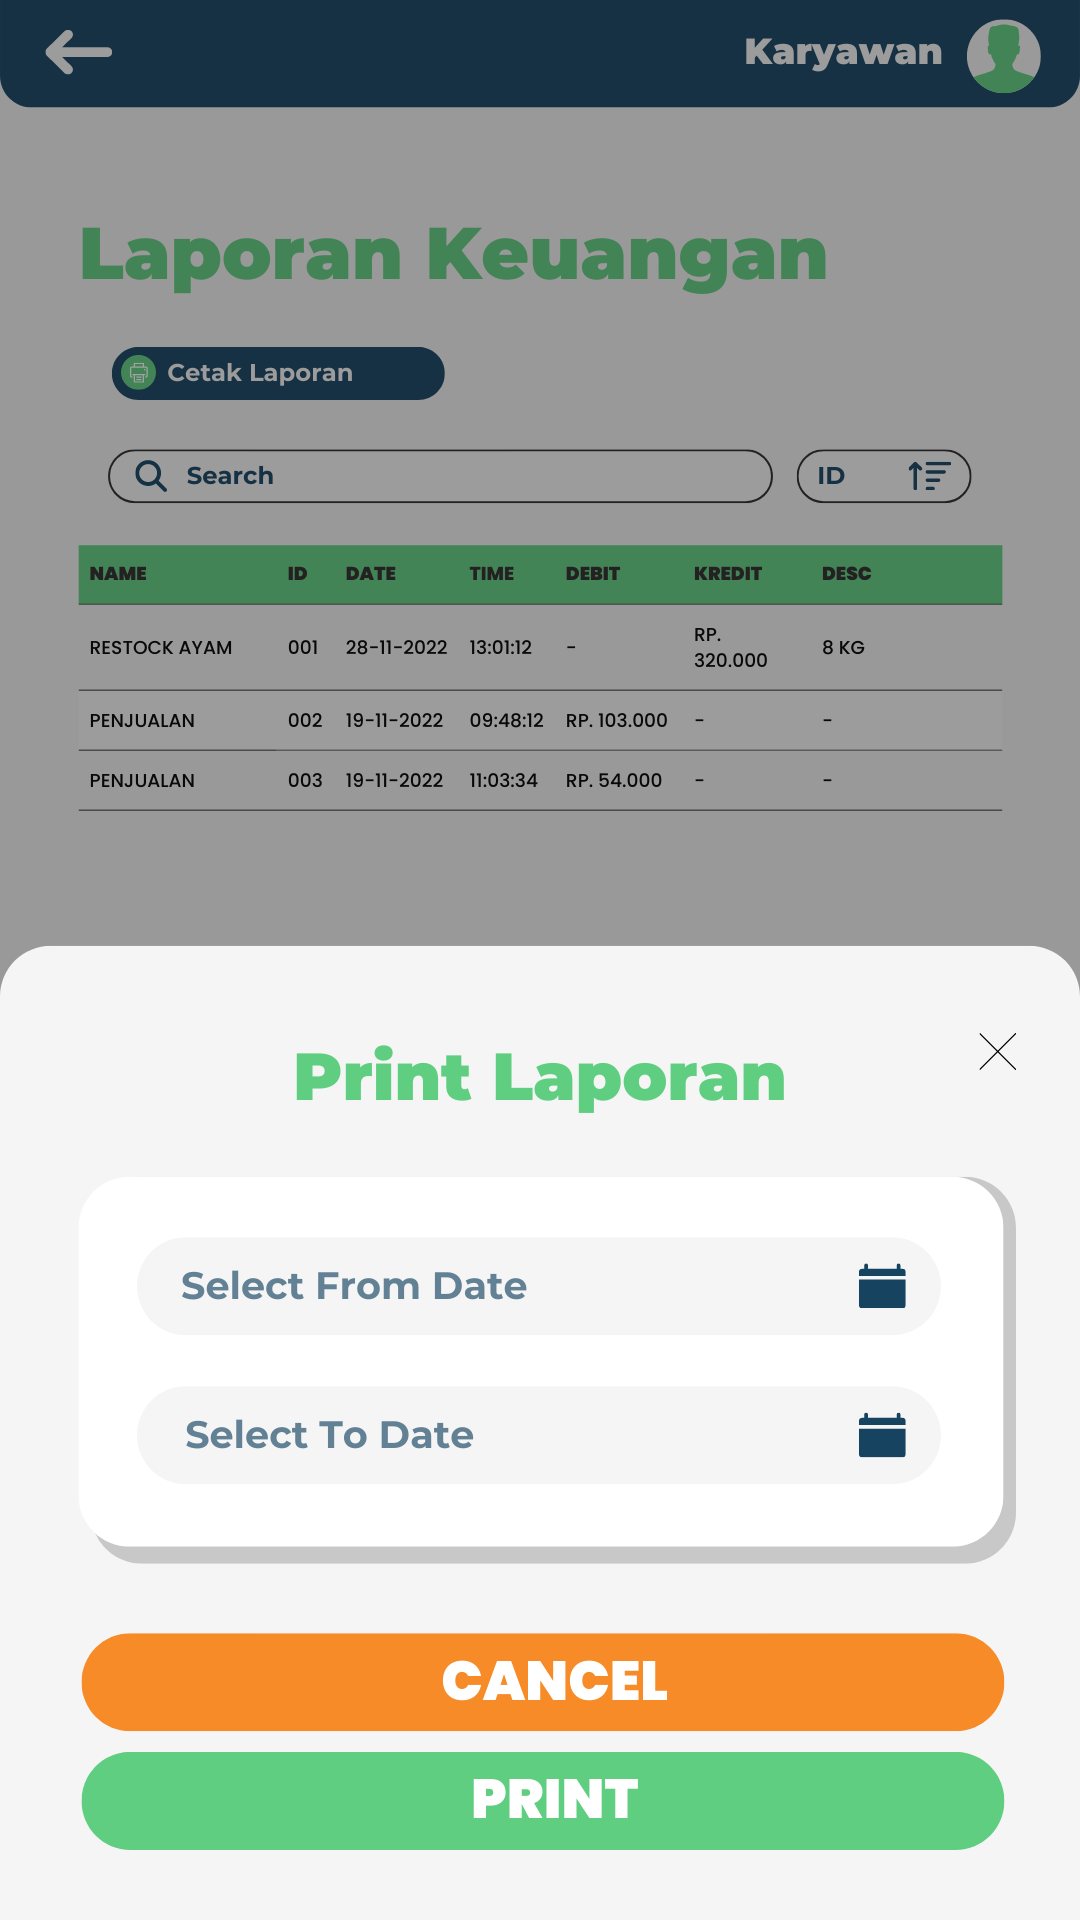 Karyawan
Laporan Keuangan
Cetak Laporan
Search
ID
NAME ID DATE TIME DEBIT KREDIT DESC
RESTOCK AYAM 001 28-11-2022 13:01:12 - RP. 320.000 8 KG
PENJUALAN 002 19-11-2022 09:48:12 RP. 103.000 - -
PENJUALAN 003 19-11-2022 11:03:34 RP. 54.000 - -
Print Laporan
Select From Date
Select To Date
CANCEL
PRINT